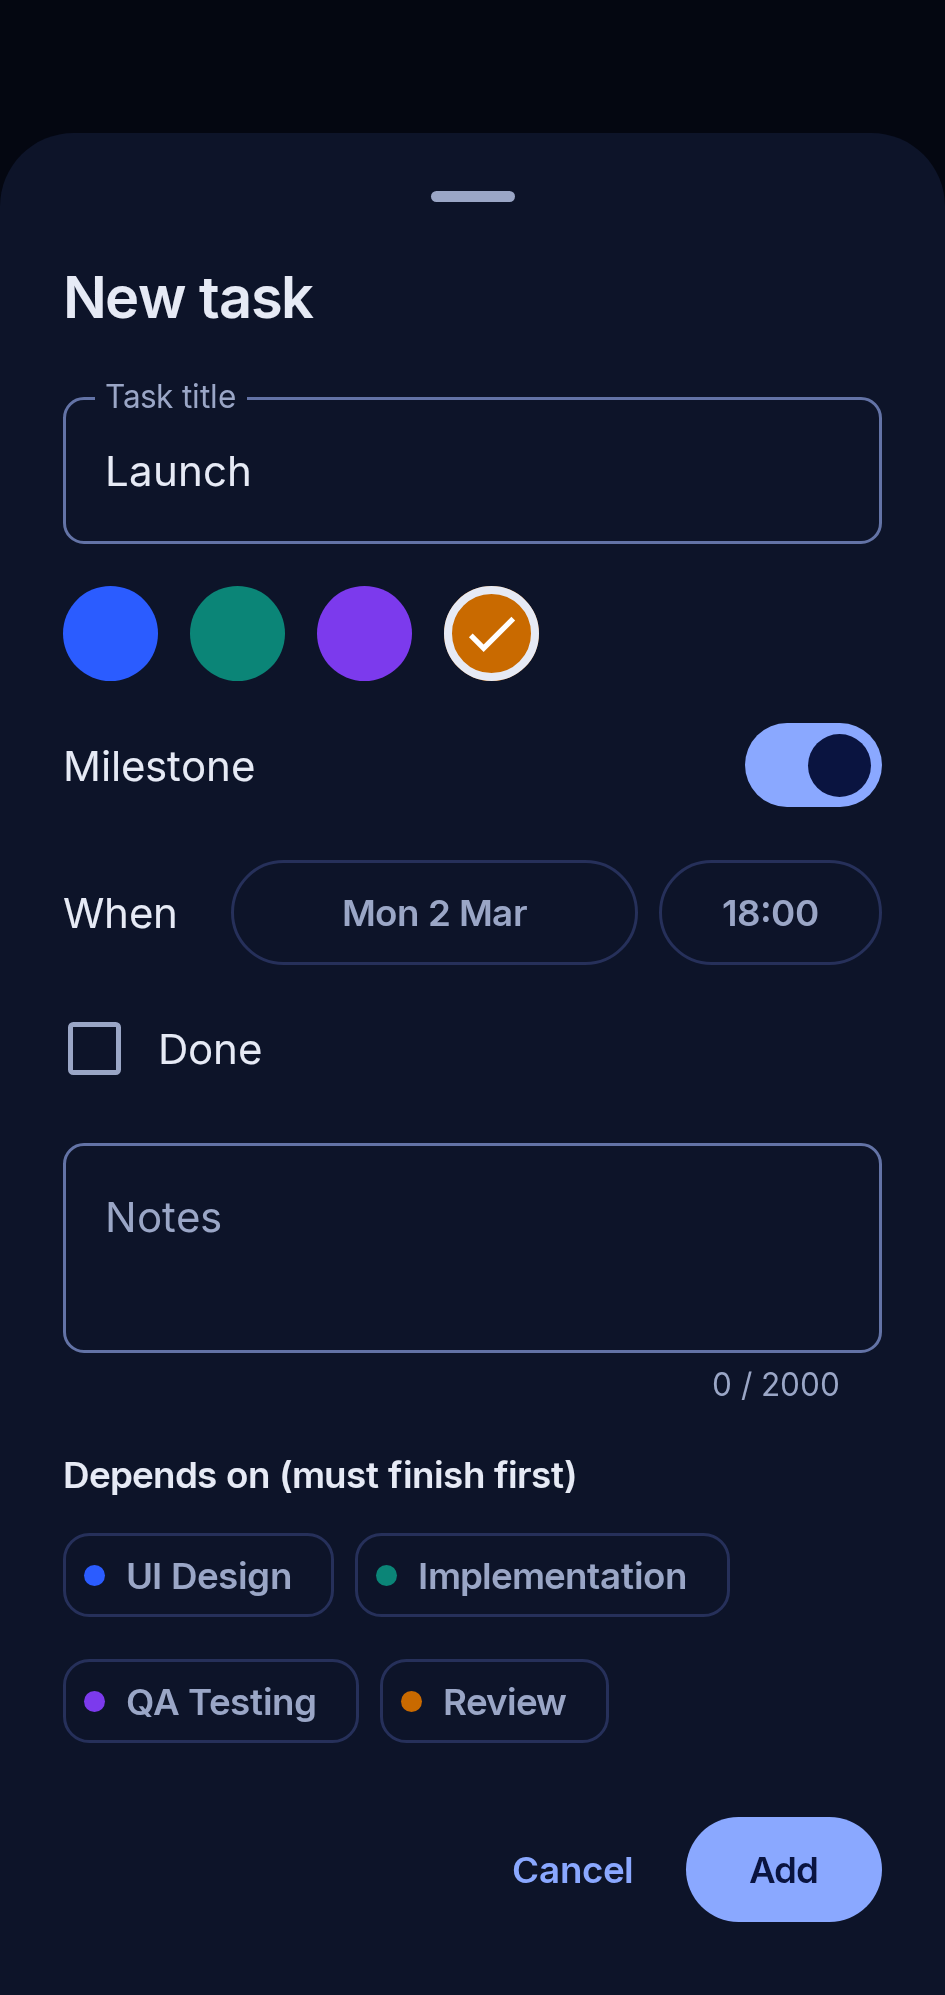 New task
Task title
Launch
Milestone
When
Mon 2 Mar
18:00
Done
Notes
0 / 2000
Depends on (must finish first)
UI Design
Implementation
QA Testing
Review
Cancel
Add